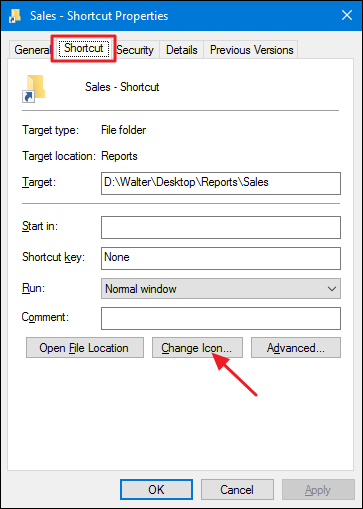 Sales - Shortcut Properties
General Shortcut Security Details Previous Versions
Sales - Shortcut
Target type: File folder
Target location: Reports
Target: D:\Walter\Desktop\Reports\Sales
Start in:
Shortcut key: None
Run: Normal window
Comment:
Open File Location Change Icon... Advanced...
OK Cancel Apply